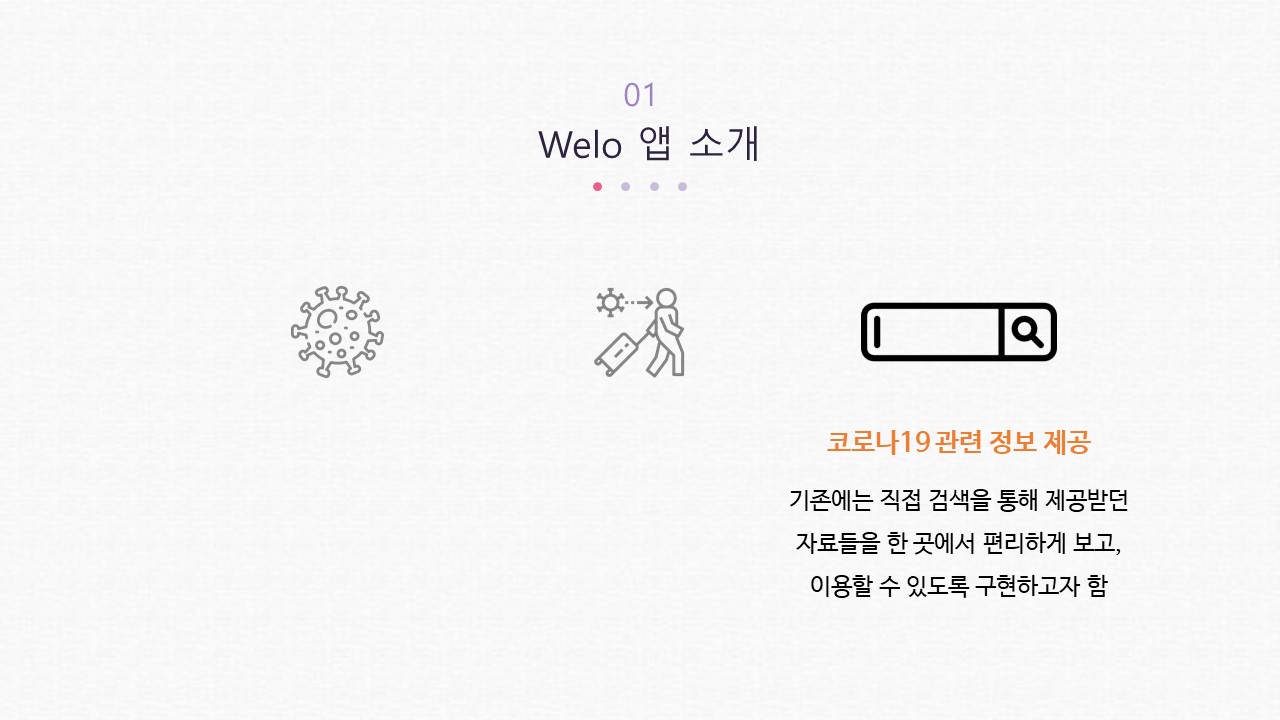 01
Welo 앱 소개
코로나19 관련 정보 제공
기존에는 직접 검색을 통해 제공받던
자료들을 한 곳에서 편리하게 보고,
이용할 수 있도록 구현하고자 함